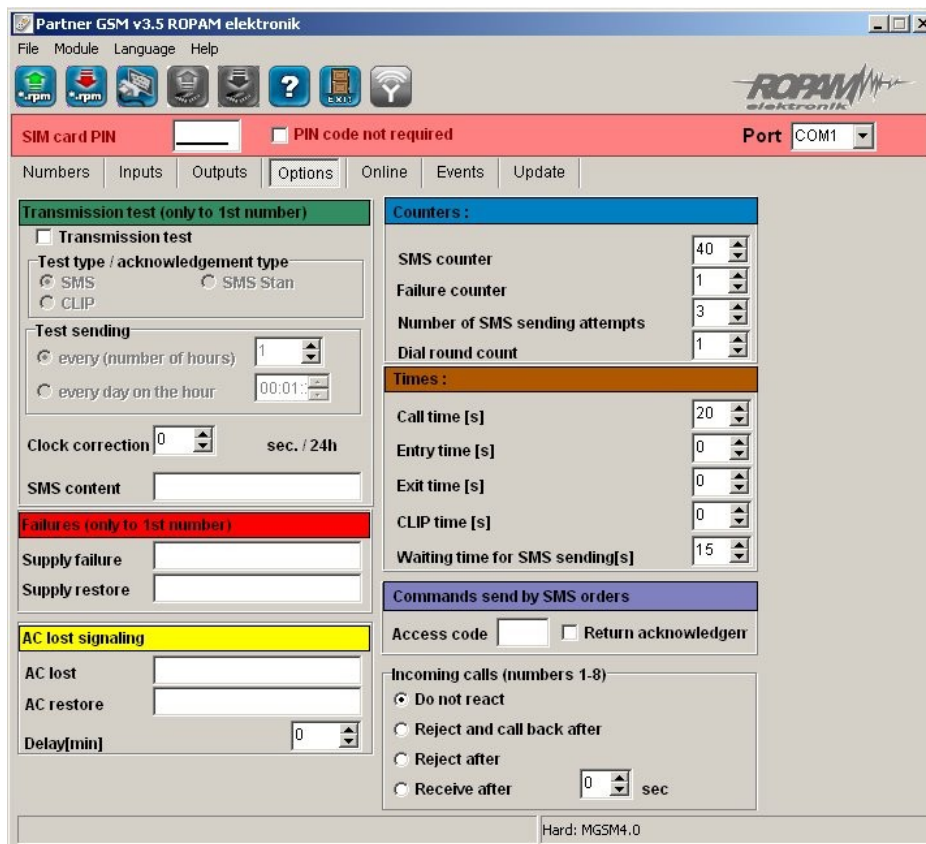 Partner GSM v3.5 ROPAM elektronik
File Module Language Help
*.rpm *.rpm ? EXIT
ROPAM
elektronik
SIM card PIN PIN code not required Port COM1
Numbers Inputs Outputs Options Online Events Update
Transmission test (only to 1st number)
Transmission test
Test type / acknowledgement type
SMS SMS Stan
CLIP
Test sending
every (number of hours) 1
every day on the hour 00:01:
Clock correction 0 sec. / 24h
SMS content
Failures (only to 1st number)
Supply failure
Supply restore
AC lost signaling
AC lost
AC restore
Delay[min] 0
Counters :
SMS counter 40
Failure counter 1
Number of SMS sending attempts 3
Dial round count 1
Times :
Call time [s] 20
Entry time [s] 0
Exit time [s] 0
CLIP time [s] 0
Waiting time for SMS sending[s] 15
Commands send by SMS orders
Access code Return acknowledgem
Incoming calls (numbers 1-8)
Do not react
Reject and call back after
Reject after
Receive after 0 sec
Hard: MGSM4.0